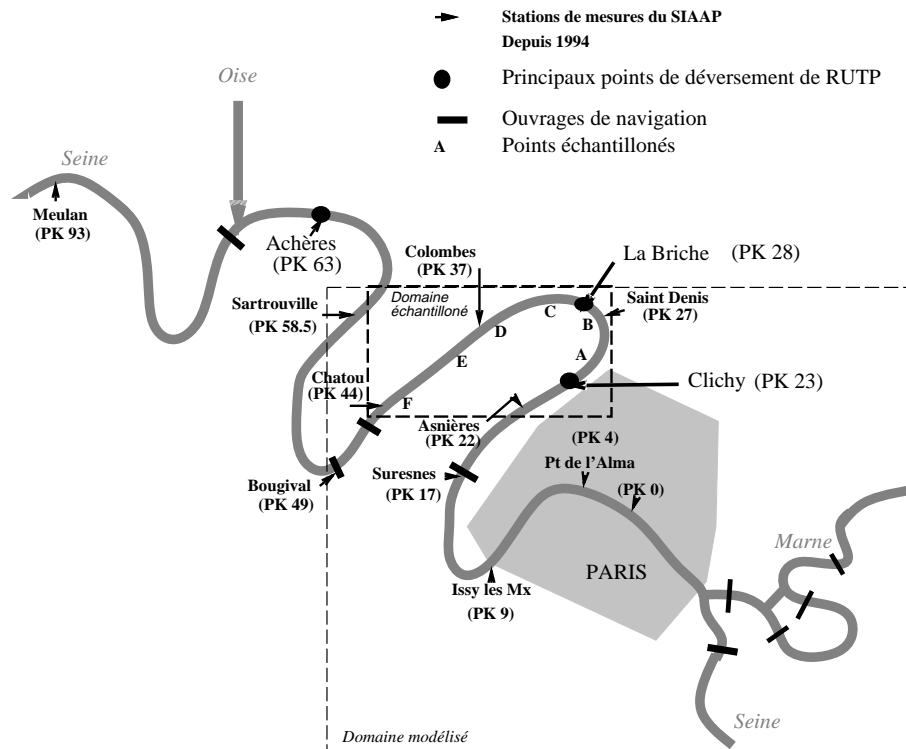 Stations de mesures du SIAAP
Depuis 1994
Principaux points de déversement de RUTP
Ouvrages de navigation
A Points échantillonés
Oise
Seine
Meulan
(PK 93)
Achères
(PK 63)
Colombes
(PK 37)
La Briche (PK 28)
Sartrouville
(PK 58.5)
Domaine
échantilloné
Saint Denis
(PK 27)
C
B
D
A
E
F
Chatou
(PK 44)
Clichy (PK 23)
Asnières
(PK 22)
(PK 4)
Pt de l'Alma
(PK 0)
Suresnes
(PK 17)
Bougival
(PK 49)
Marne
PARIS
Issy les Mx
(PK 9)
Seine
Domaine modélisé